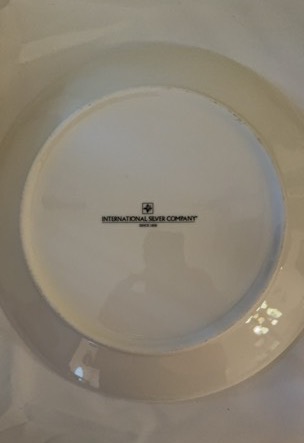 INTERNATIONAL SILVER COMPANY